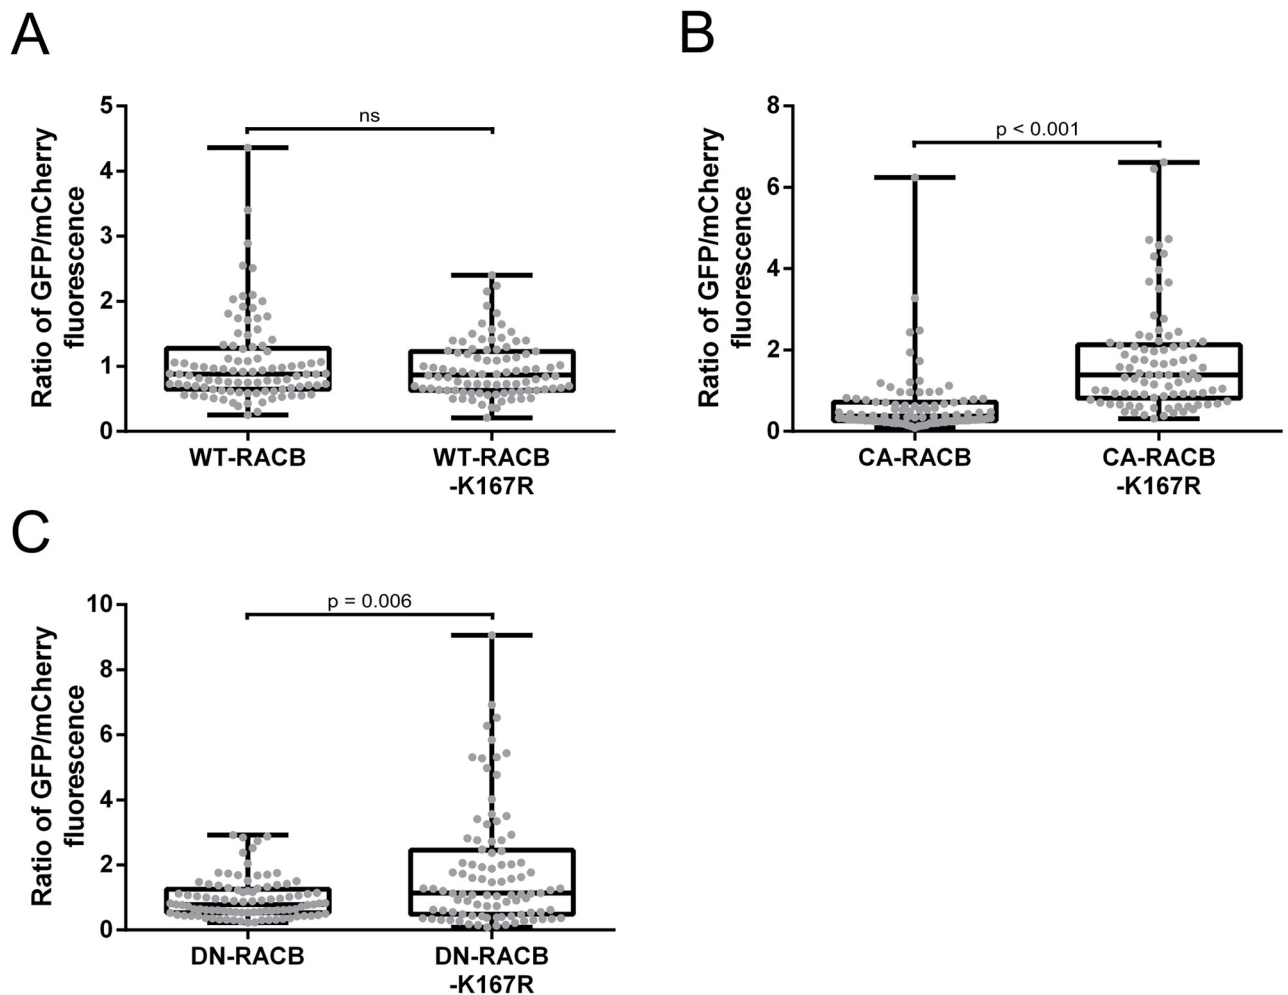 A
Ratio of GFP/mCherry
fluorescence
5
4
3
2
1
0
ns
WT-RACB
WT-RACB
-K167R
B
Ratio of GFP/mCherry
fluorescence
8
6
4
2
0
p < 0.001
CA-RACB
CA-RACB
-K167R
C
Ratio of GFP/mCherry
fluorescence
10
8
6
4
2
0
p = 0.006
DN-RACB
DN-RACB
-K167R